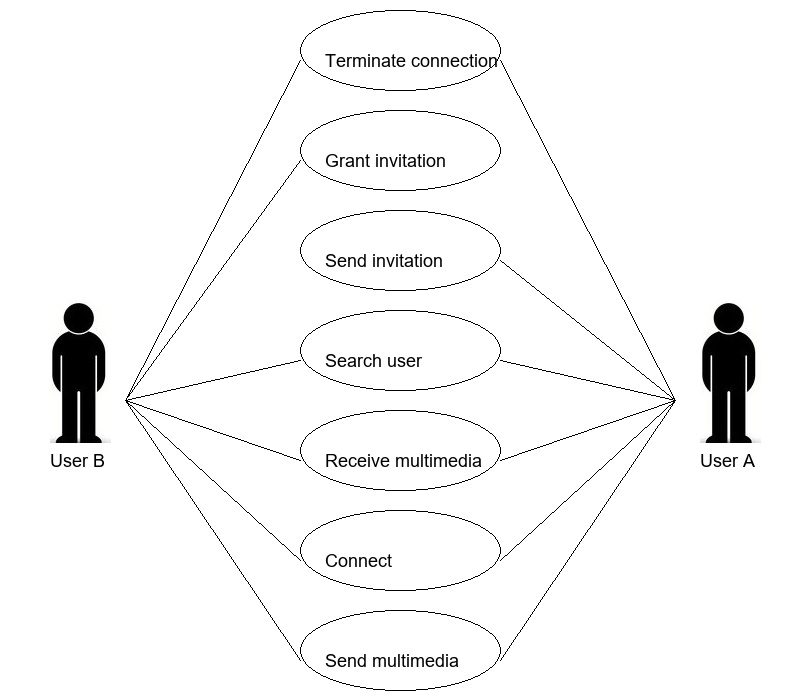 Terminate connection
Grant invitation
Send invitation
Search user
Receive multimedia
Connect
Send multimedia
User B
User A